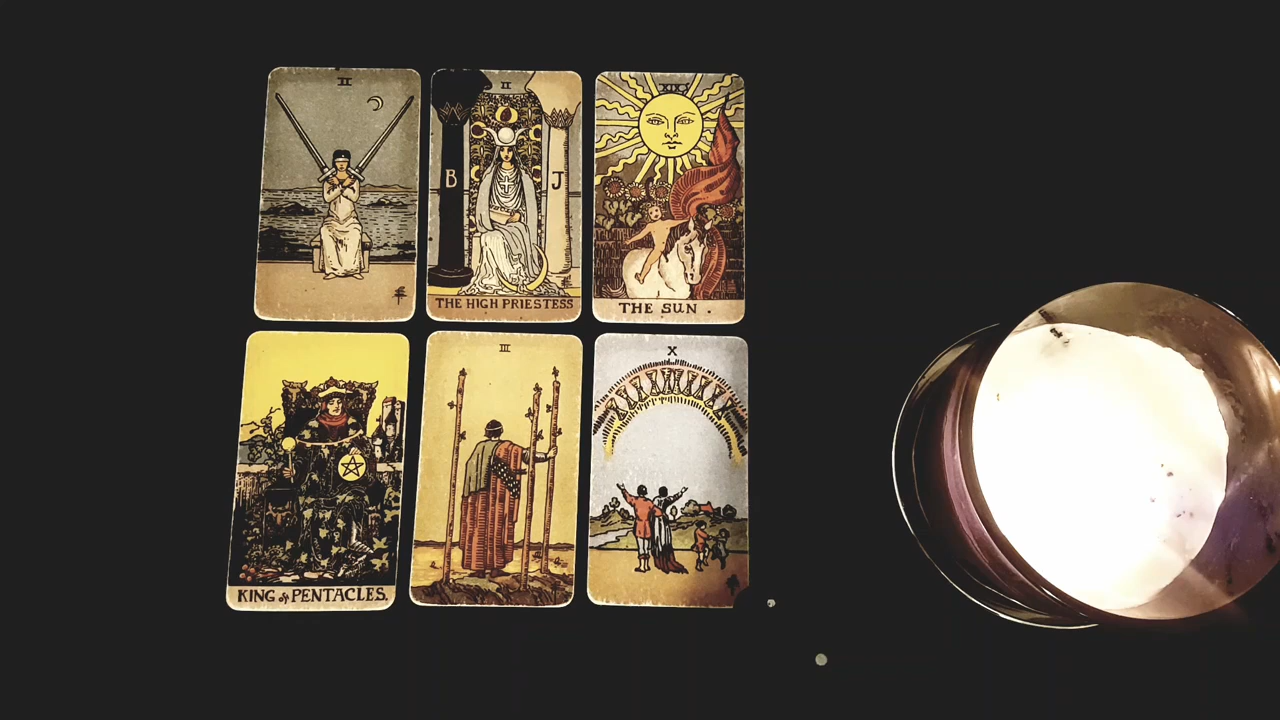 II
II
B
J
THE HIGH PRIESTESS
XIX
THE SUN .
KING of PENTACLES.
III
X